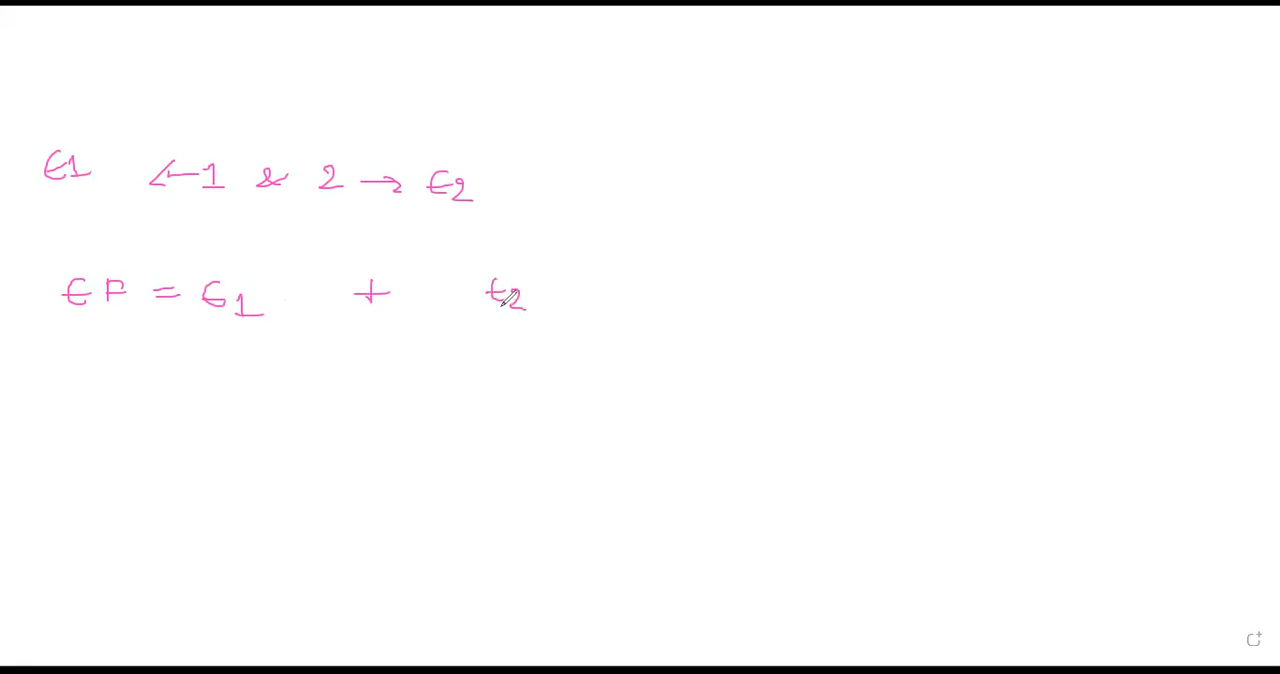 E1 ← 1 & 2 → E2
EP = E1 + E2